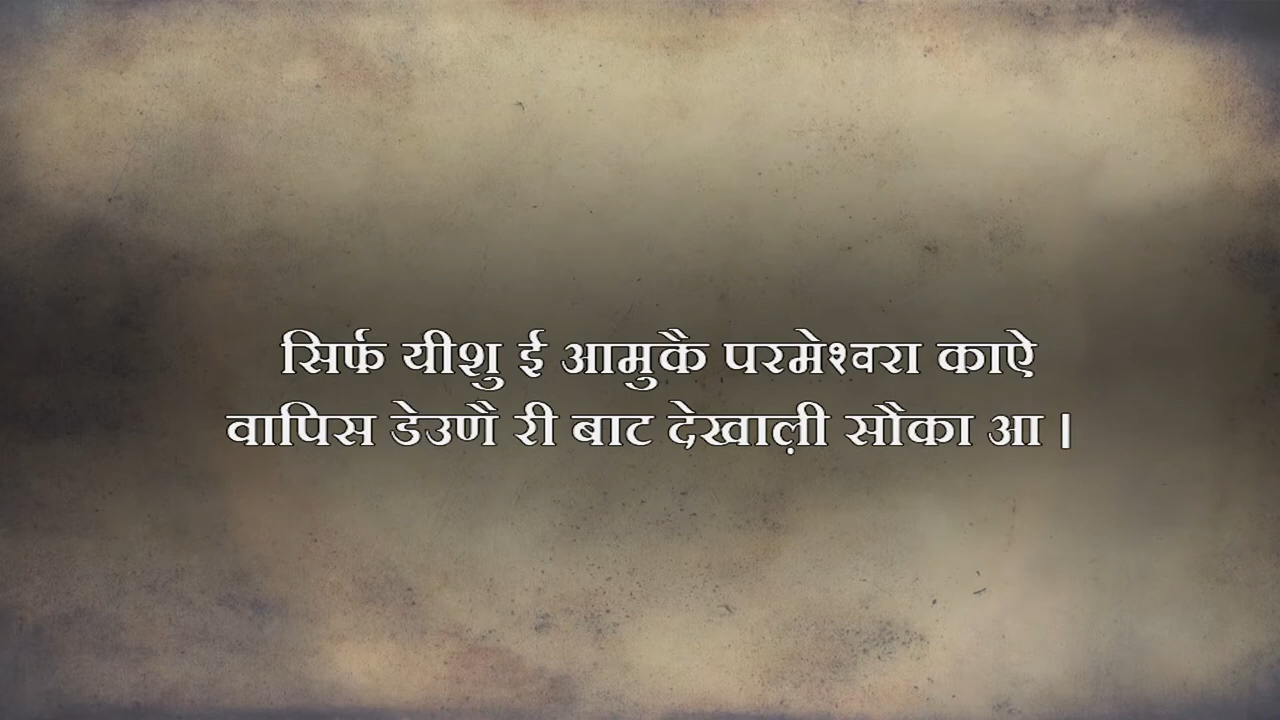 सिर्फ यीशु ई आमुकै परमेश्वरा काऐ
वापिस डेउणै री बाट देखाल़ी सौका आ ।